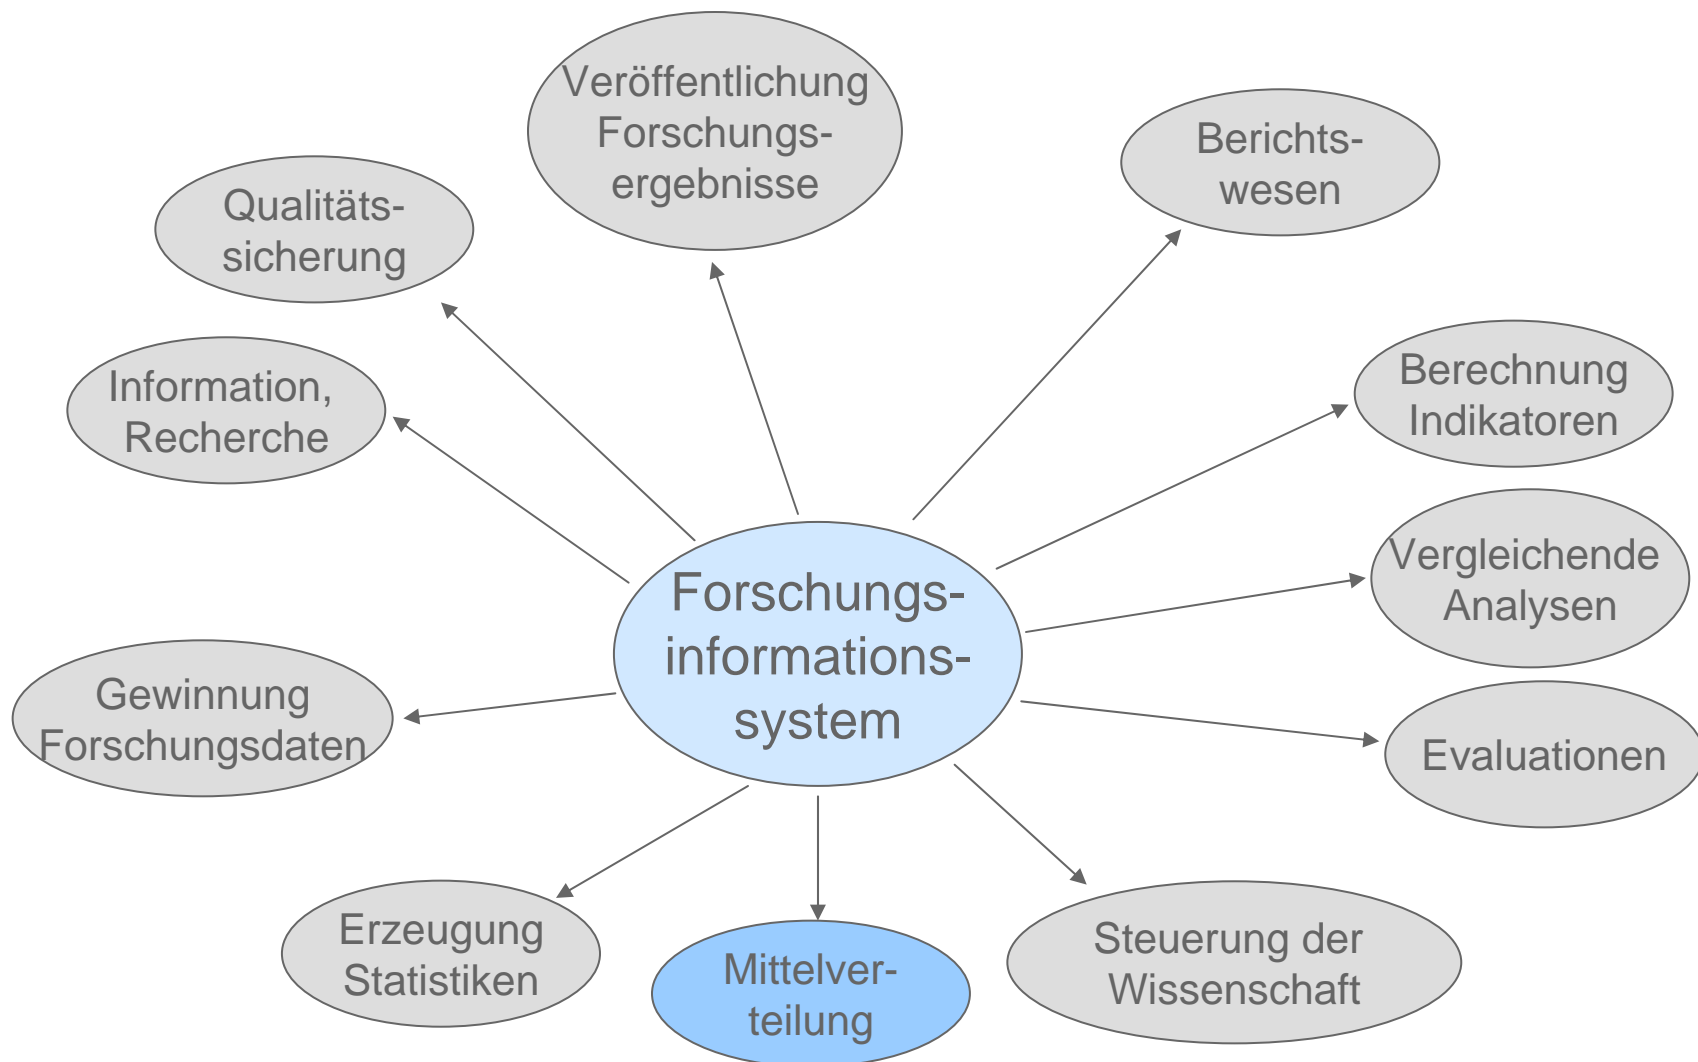 Veröffentlichung
Forschungs-
ergebnisse
Berichts-
wesen
Qualitäts-
sicherung
Information,
Recherche
Berechnung
Indikatoren
Vergleichende
Analysen
Forschungs-
informations-
system
Gewinnung
Forschungsdaten
Evaluationen
Erzeugung
Statistiken
Mittelver-
teilung
Steuerung der
Wissenschaft